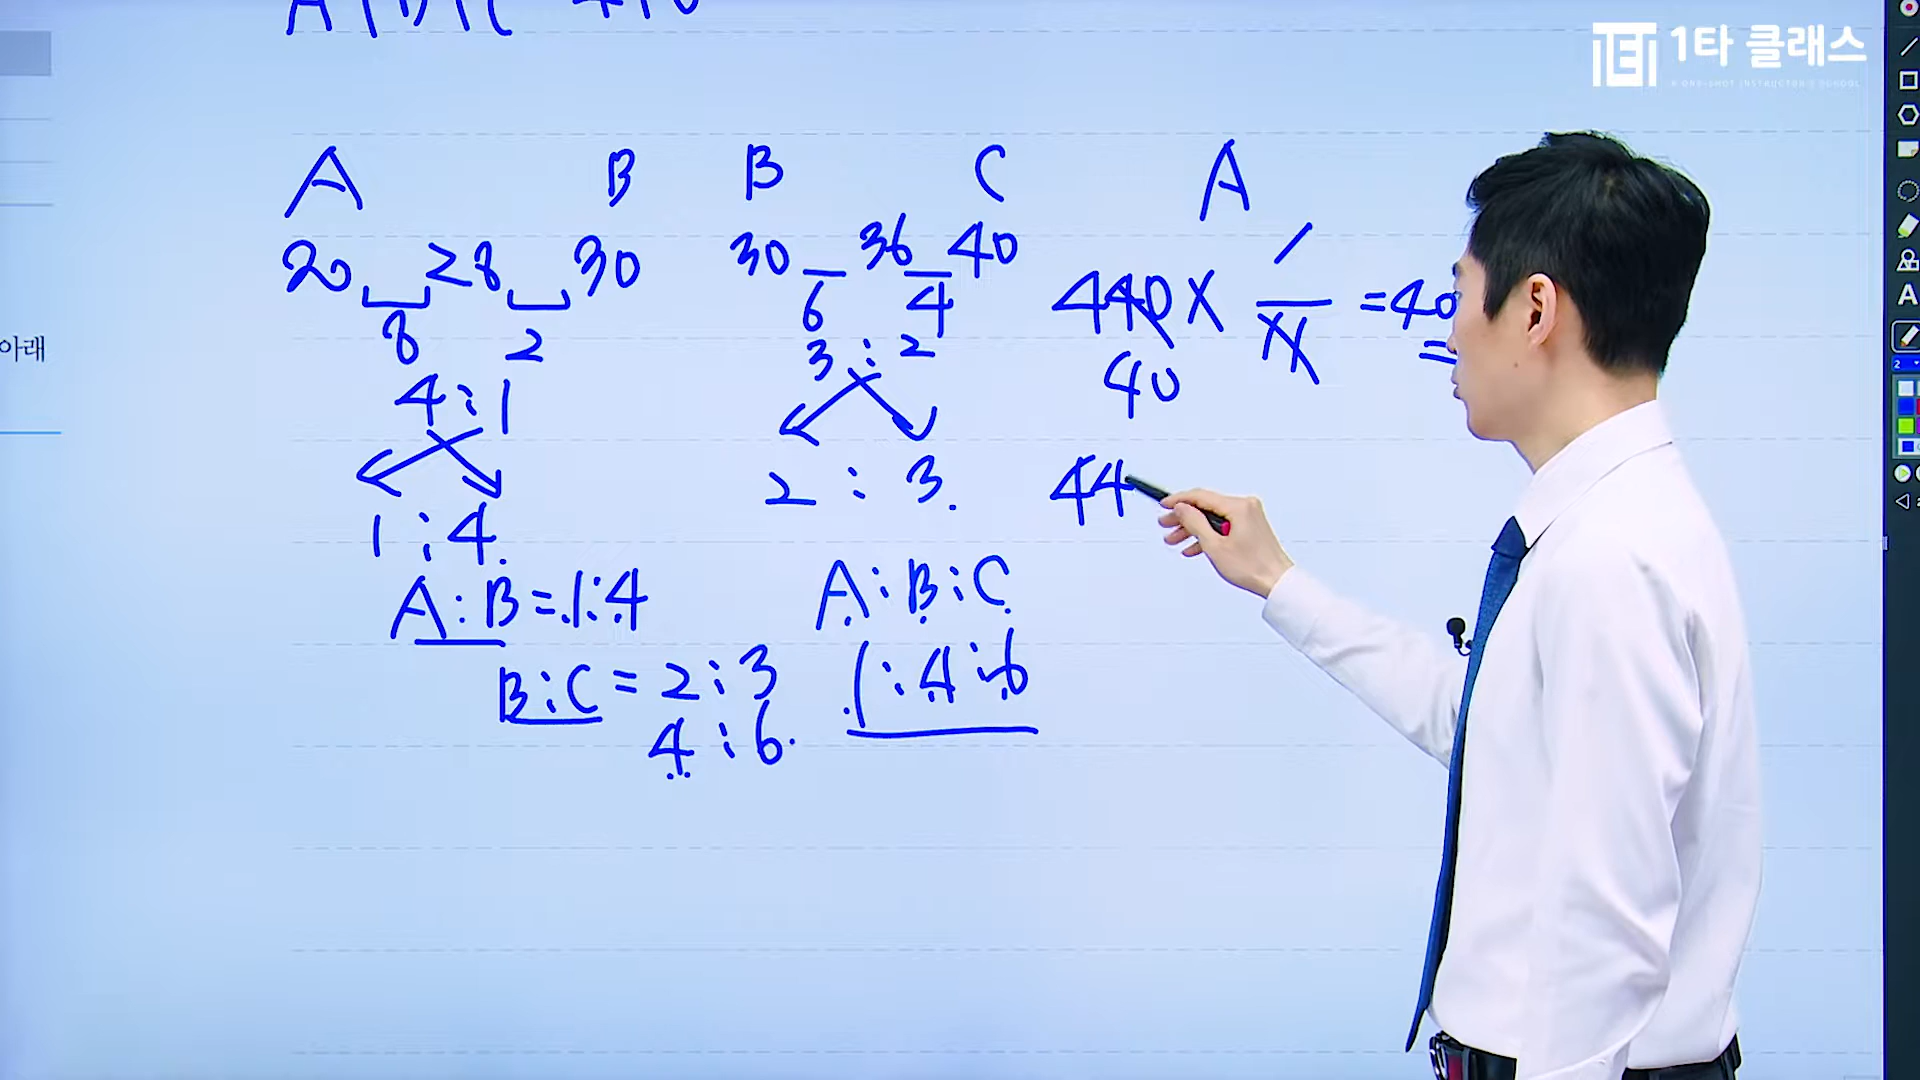 1타 클래스
A B B C A
20 28 30 30 36 40
8 2 6 4
440 × 1/11 = 40
4 : 1 3 : 2
40
1 : 4. 2 : 3.
44
A : B = 1 : 4 A : B : C
B : C = 2 : 3 1 : 4 : 6
4 : 6.
아래